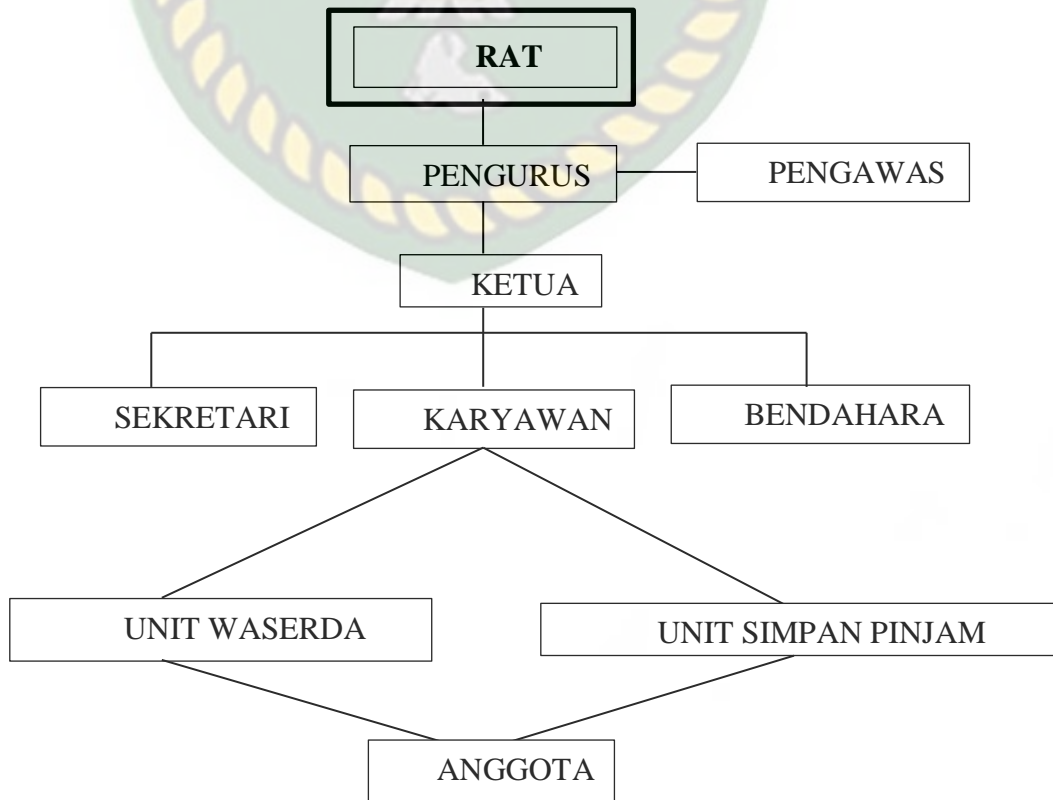 RAT
PENGURUS
PENGAWAS
KETUA
SEKRETARI
KARYAWAN
BENDAHARA
UNIT WASERDA
UNIT SIMPAN PINJAM
ANGGOTA